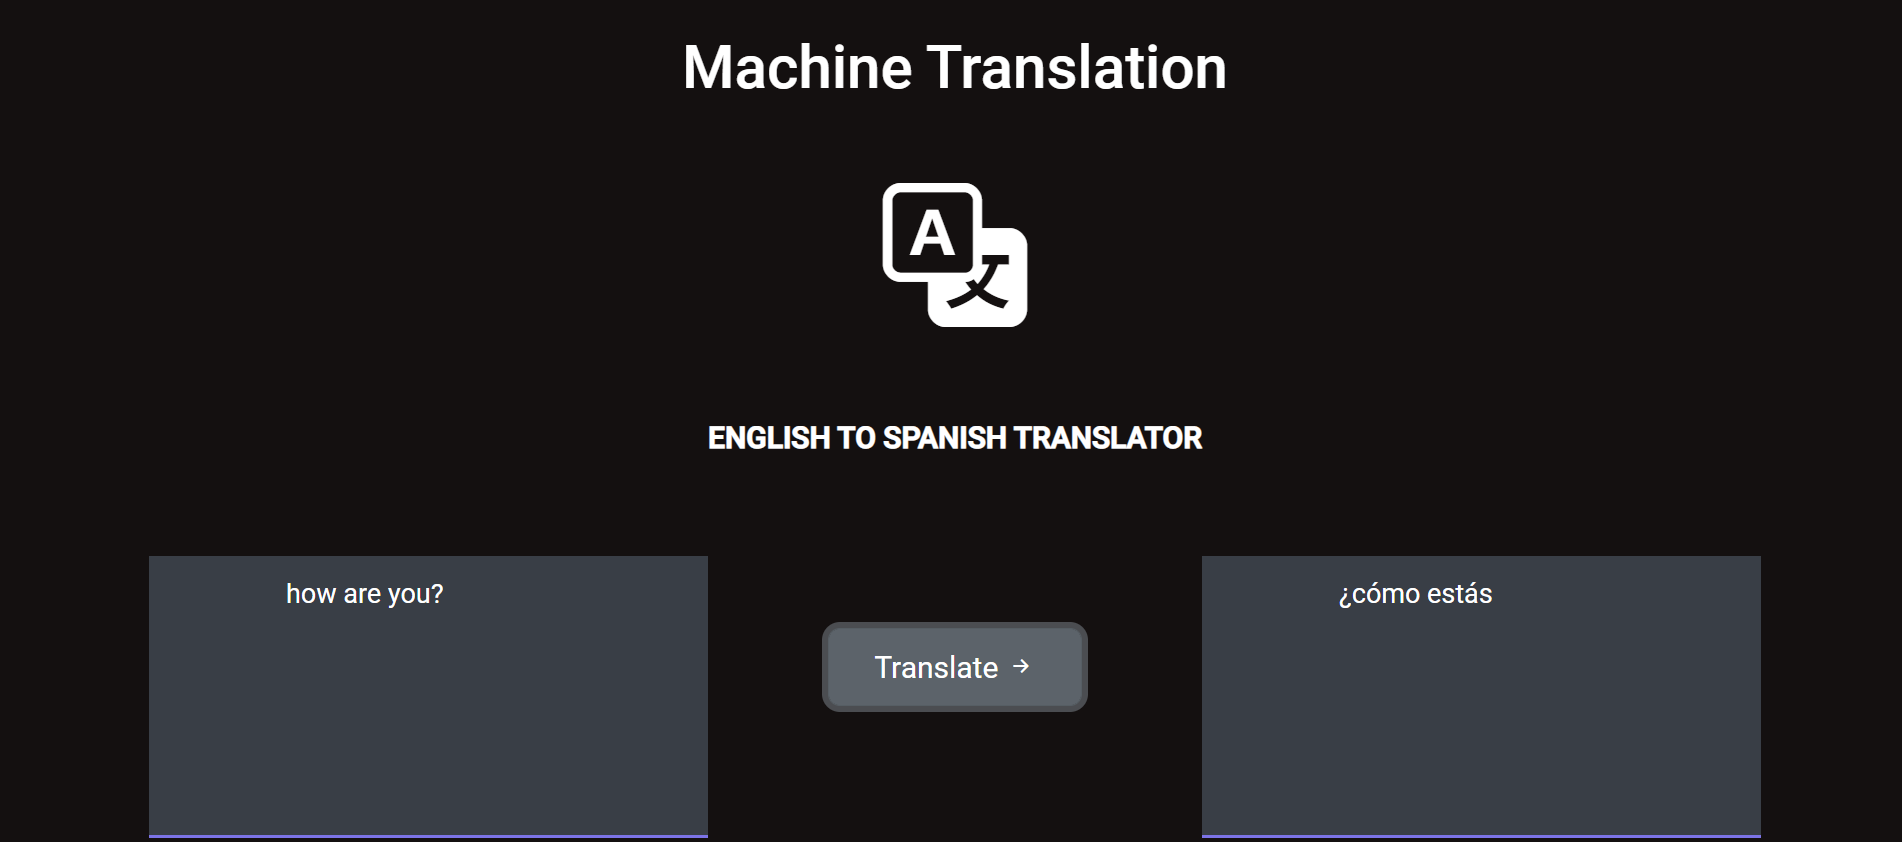 Machine Translation
A
文
ENGLISH TO SPANISH TRANSLATOR
how are you?
Translate →
¿cómo estás